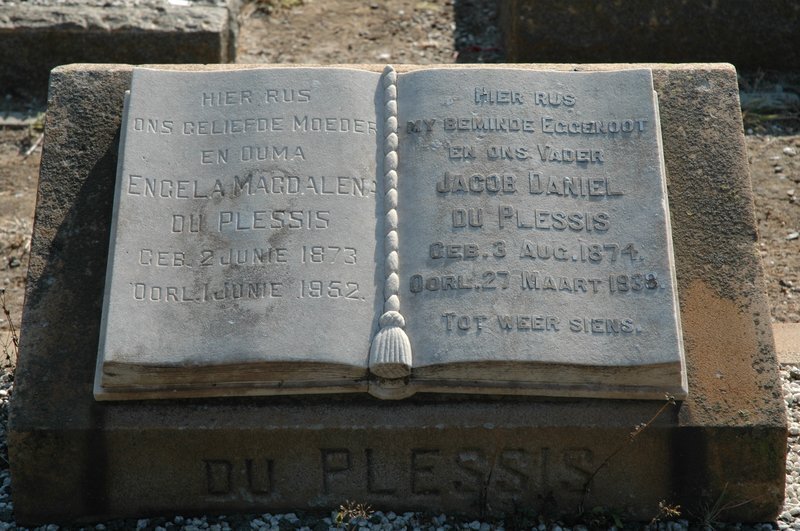 HIER RUS
ONS GELIEFDE MOEDER
EN OUMA
ENGELA MAGDALENA
DU PLESSIS
GEB. 2 JUNIE 1873
OORL. 1 JUNIE 1952.
HIER RUS
MY BEMINDE EGGENOOT
EN ONS VADER
JACOB DANIEL
DU PLESSIS
GEB. 3 AUG. 1874.
OORL. 27 MAART
TOT WEER SIENS.
DU PLESSIS